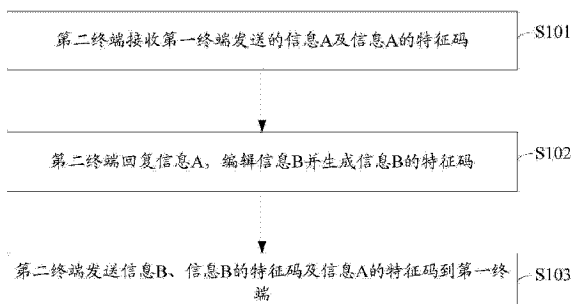 第二终端接收第一终端发送的信息A及信息A的特征码
S101
第二终端回复信息A，编辑信息B并生成信息B的特征码
S102
第二终端发送信息B、信息B的特征码及信息A的特征码到第一终
端
S103